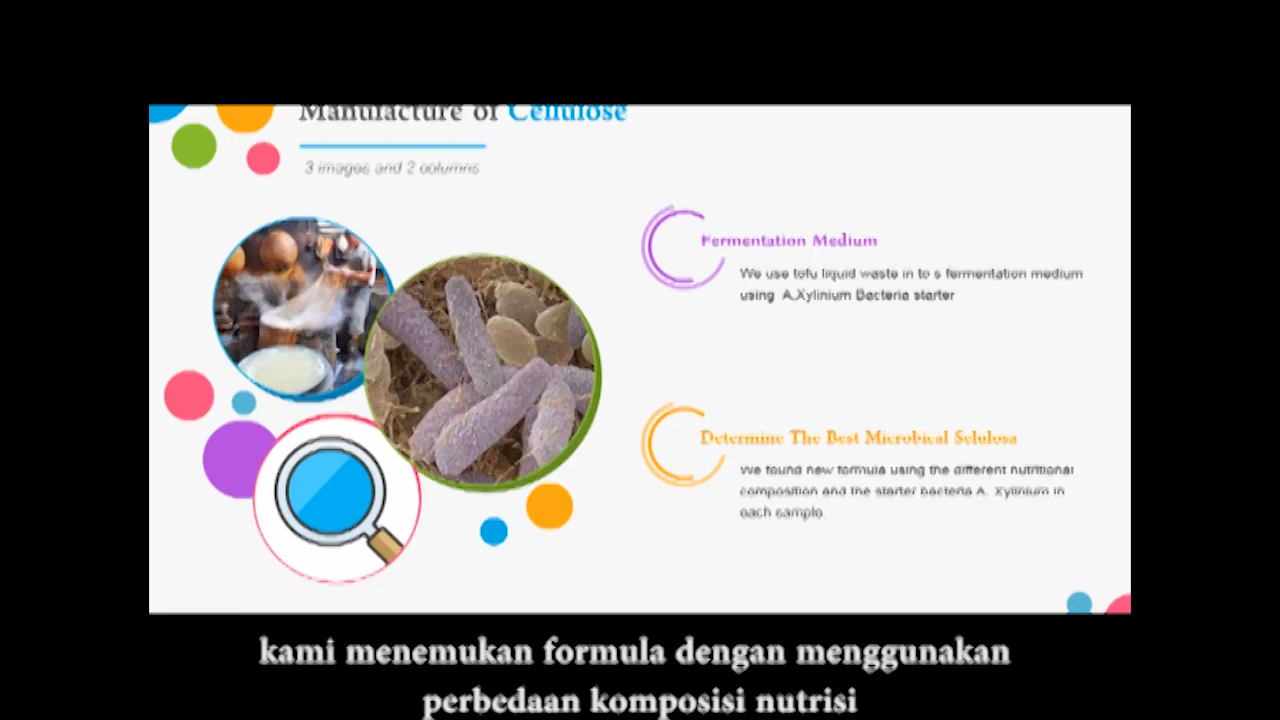 Manufacture of Cellulose
3 images and 2 columns
Fermentation Medium
We use tofu liquid waste in to s fermentation medium
using A.Xylinium Bacteria starter
Determine The Best Microbical Selulosa
We found new formula using the different nutritional
composition and the starter bacteria A. Xylinium in
each sample.
kami menemukan formula dengan menggunakan
perbedaan komposisi nutrisi